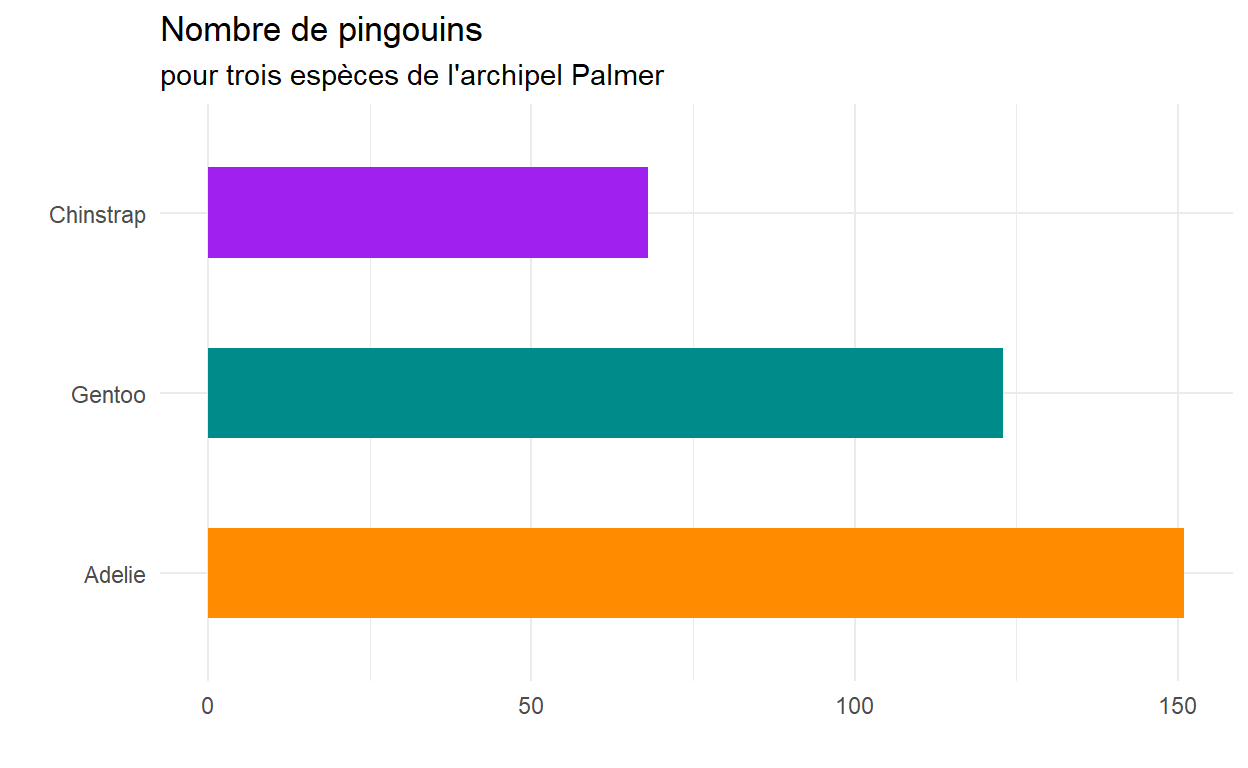 Nombre de pingouins
pour trois espèces de l'archipel Palmer
Chinstrap
Gentoo
Adelie
0 50 100 150